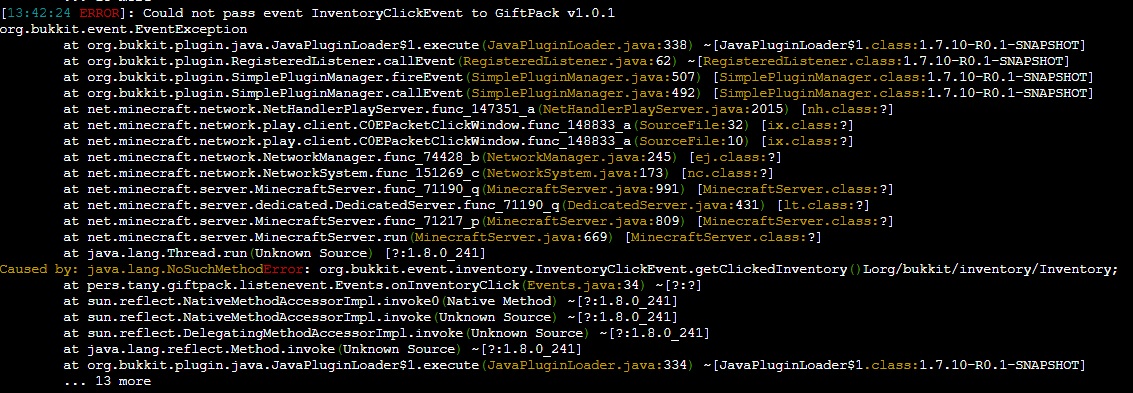 ... 13 more
[13:42:24 ERROR]: Could not pass event InventoryClickEvent to GiftPack v1.0.1
org.bukkit.event.EventException
at org.bukkit.plugin.java.JavaPluginLoader$1.execute(JavaPluginLoader.java:338) ~[JavaPluginLoader$1.class:1.7.10-R0.1-SNAPSHOT]
at org.bukkit.plugin.RegisteredListener.callEvent(RegisteredListener.java:62) ~[RegisteredListener.class:1.7.10-R0.1-SNAPSHOT]
at org.bukkit.plugin.SimplePluginManager.fireEvent(SimplePluginManager.java:507) [SimplePluginManager.class:1.7.10-R0.1-SNAPSHOT]
at org.bukkit.plugin.SimplePluginManager.callEvent(SimplePluginManager.java:492) [SimplePluginManager.class:1.7.10-R0.1-SNAPSHOT]
at net.minecraft.network.NetHandlerPlayServer.func_147351_a(NetHandlerPlayServer.java:2015) [nh.class:?]
at net.minecraft.network.play.client.C0EPacketClickWindow.func_148833_a(SourceFile:32) [ix.class:?]
at net.minecraft.network.play.client.C0EPacketClickWindow.func_148833_a(SourceFile:10) [ix.class:?]
at net.minecraft.network.NetworkManager.func_74428_b(NetworkManager.java:245) [ej.class:?]
at net.minecraft.network.NetworkSystem.func_151269_c(NetworkSystem.java:173) [nc.class:?]
at net.minecraft.server.MinecraftServer.func_71190_q(MinecraftServer.java:991) [MinecraftServer.class:?]
at net.minecraft.server.dedicated.DedicatedServer.func_71190_q(DedicatedServer.java:431) [lt.class:?]
at net.minecraft.server.MinecraftServer.func_71217_p(MinecraftServer.java:809) [MinecraftServer.class:?]
at net.minecraft.server.MinecraftServer.run(MinecraftServer.java:669) [MinecraftServer.class:?]
at java.lang.Thread.run(Unknown Source) [?:1.8.0_241]
Caused by: java.lang.NoSuchMethodError: org.bukkit.event.inventory.InventoryClickEvent.getClickedInventory()Lorg/bukkit/inventory/Inventory;
at pers.tany.giftpack.listenevent.Events.onInventoryClick(Events.java:34) ~[?:?]
at sun.reflect.NativeMethodAccessorImpl.invoke0(Native Method) ~[?:1.8.0_241]
at sun.reflect.NativeMethodAccessorImpl.invoke(Unknown Source) ~[?:1.8.0_241]
at sun.reflect.DelegatingMethodAccessorImpl.invoke(Unknown Source) ~[?:1.8.0_241]
at java.lang.reflect.Method.invoke(Unknown Source) ~[?:1.8.0_241]
at org.bukkit.plugin.java.JavaPluginLoader$1.execute(JavaPluginLoader.java:334) ~[JavaPluginLoader$1.class:1.7.10-R0.1-SNAPSHOT]
... 13 more